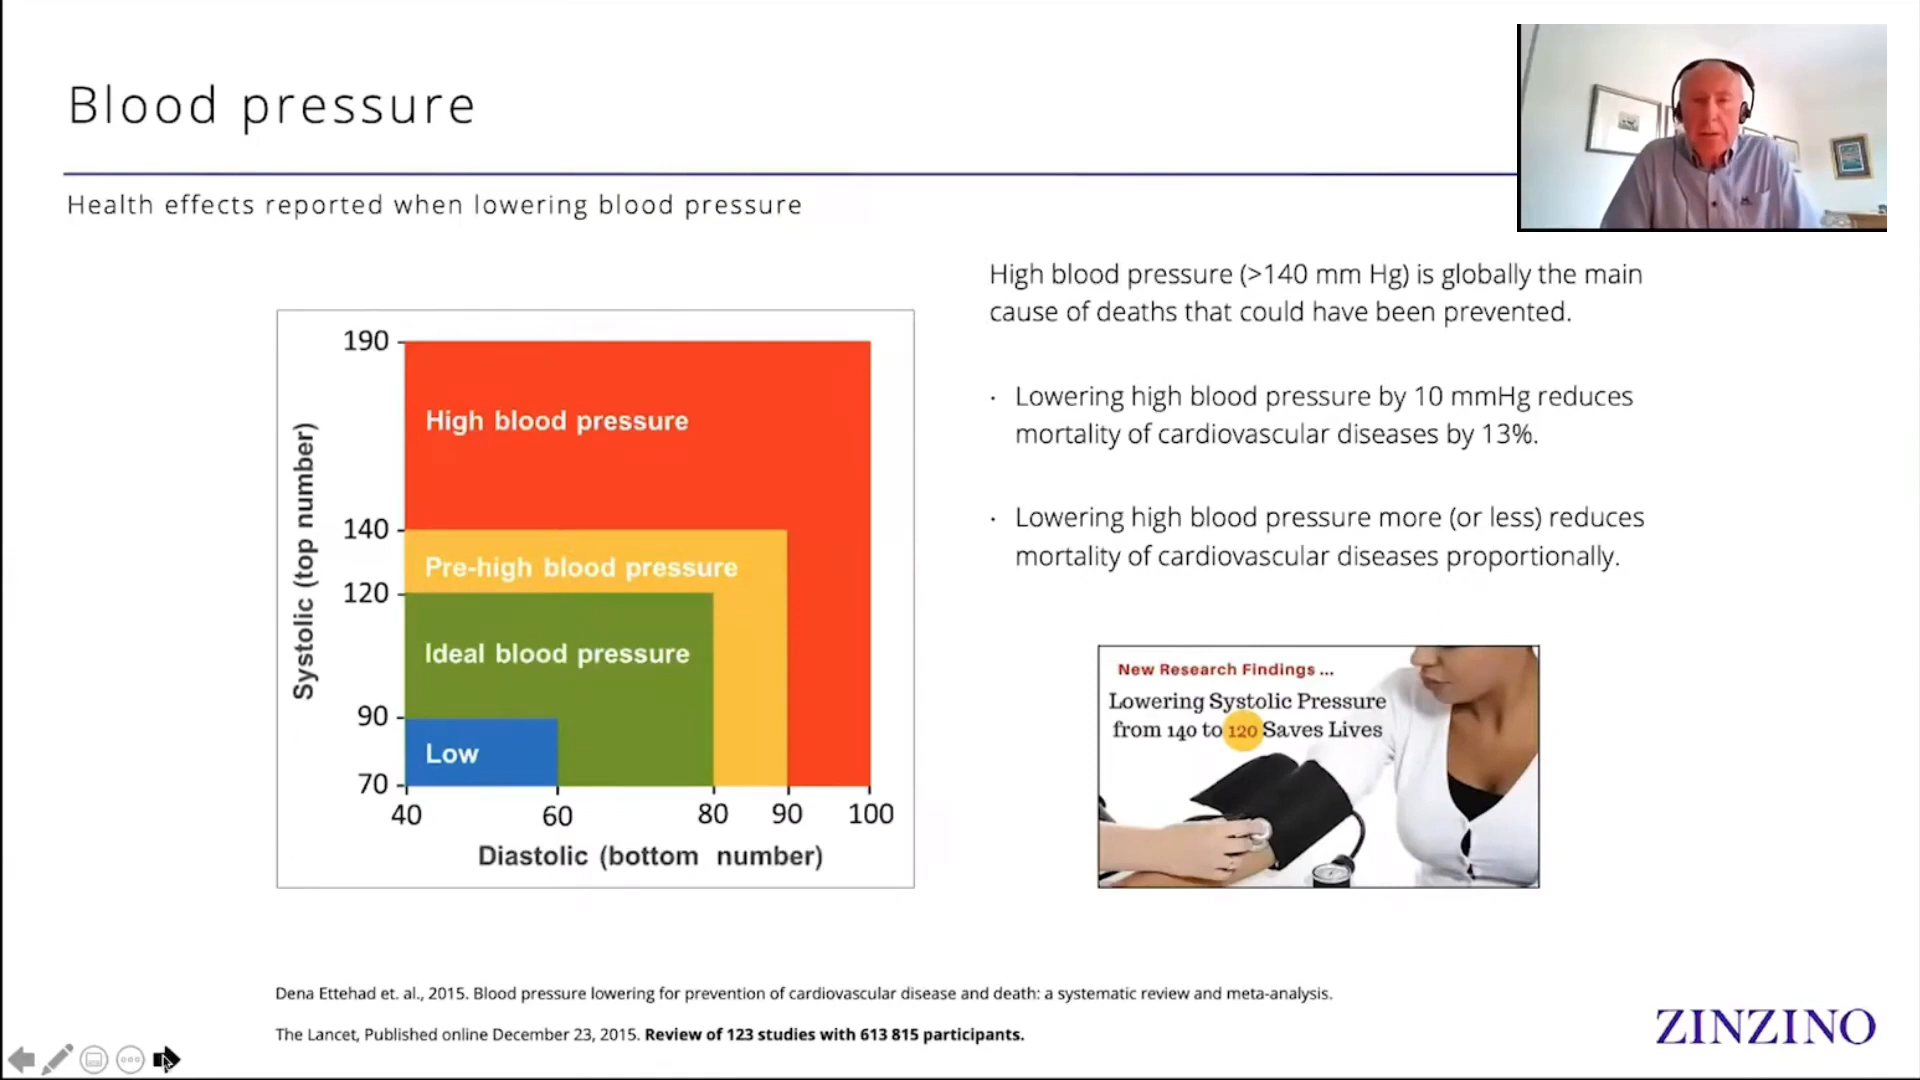 Blood pressure
Health effects reported when lowering blood pressure
High blood pressure (>140 mm Hg) is globally the main
cause of deaths that could have been prevented.
· Lowering high blood pressure by 10 mmHg reduces
mortality of cardiovascular diseases by 13%.
· Lowering high blood pressure more (or less) reduces
mortality of cardiovascular diseases proportionally.
Systolic (top number)
190
140
120
90
70
High blood pressure
Pre-high blood pressure
Ideal blood pressure
Low
40 60 80 90 100
Diastolic (bottom number)
New Research Findings ...
Lowering Systolic Pressure
from 140 to 120 Saves Lives
Dena Ettehad et. al., 2015. Blood pressure lowering for prevention of cardiovascular disease and death: a systematic review and meta-analysis.
The Lancet, Published online December 23, 2015. Review of 123 studies with 613 815 participants.
ZINZINO